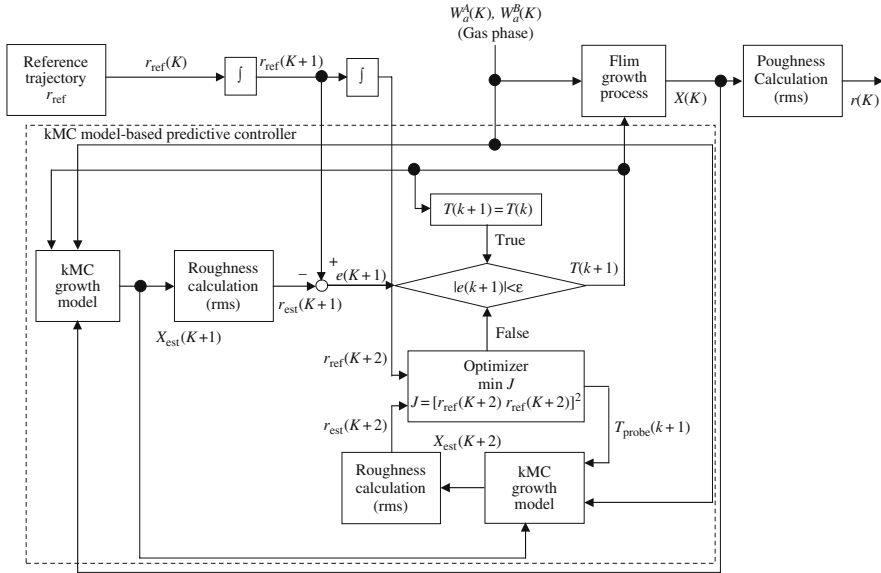 W_a^A(K), W_a^B(K)
(Gas phase)
Reference
trajectory
r_ref
r_ref(K)
∫
r_ref(K+1)
∫
Flim
growth
process
X(K)
Poughness
Calculation
(rms)
r(K)
kMC model-based predictive controller
T(k+1) = T(k)
True
kMC
growth
model
Roughness
calculation
(rms)
X_est(K+1)
−
+
e(K+1)
r_est(K+1)
|e(k+1)|<ε
T(k+1)
False
r_ref(K+2)
Optimizer
min J
J = [r_ref(K+2) r_ref(K+2)]^2
r_est(K+2)
T_probe(k+1)
X_est(K+2)
Roughness
calculation
(rms)
kMC
growth
model